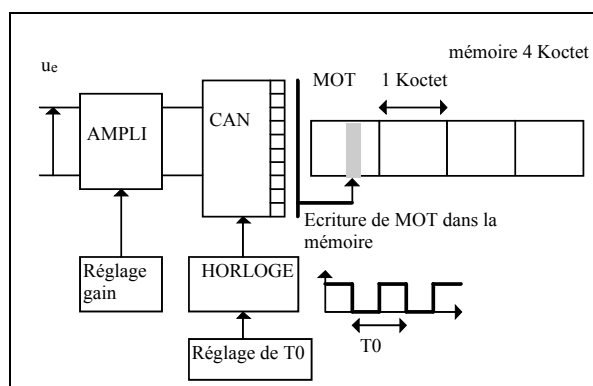 mémoire 4 Koctet
uₑ
MOT
1 Koctet
AMPLI
CAN
Ecriture de MOT dans la
mémoire
Réglage
gain
HORLOGE
T0
Réglage de T0